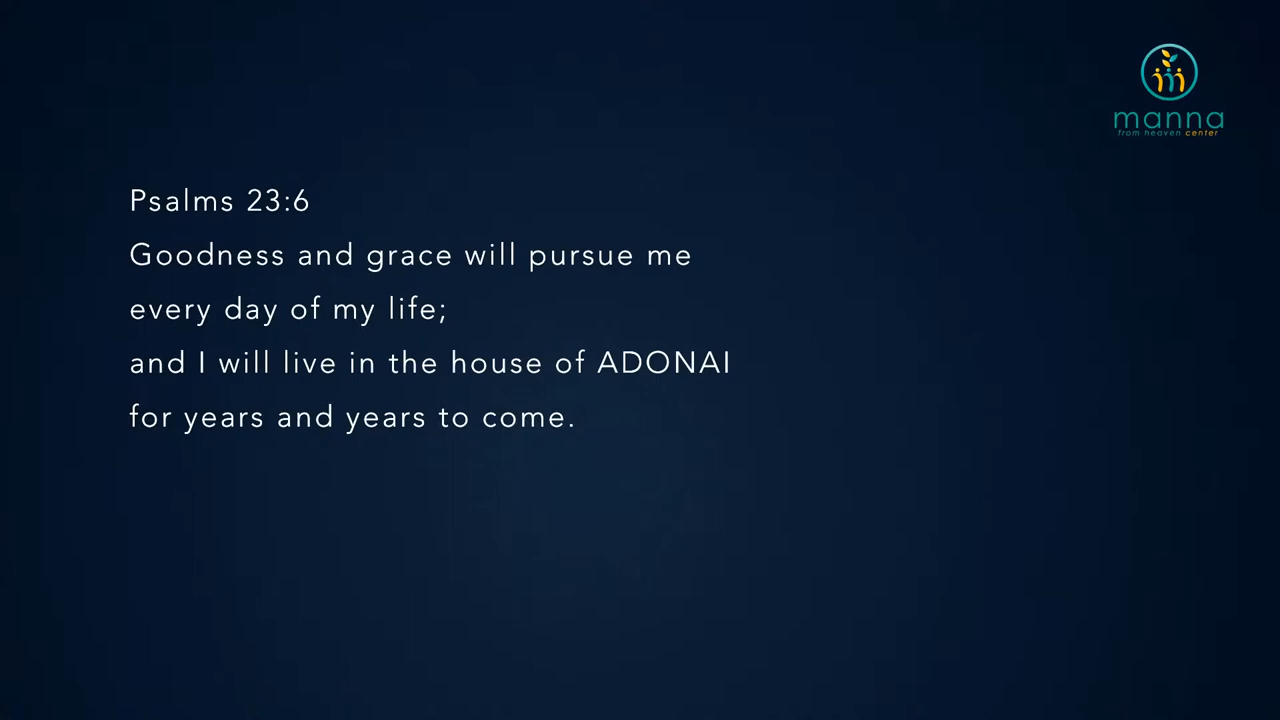 manna
from heaven center
Psalms 23:6
Goodness and grace will pursue me
every day of my life;
and I will live in the house of ADONAI
for years and years to come.